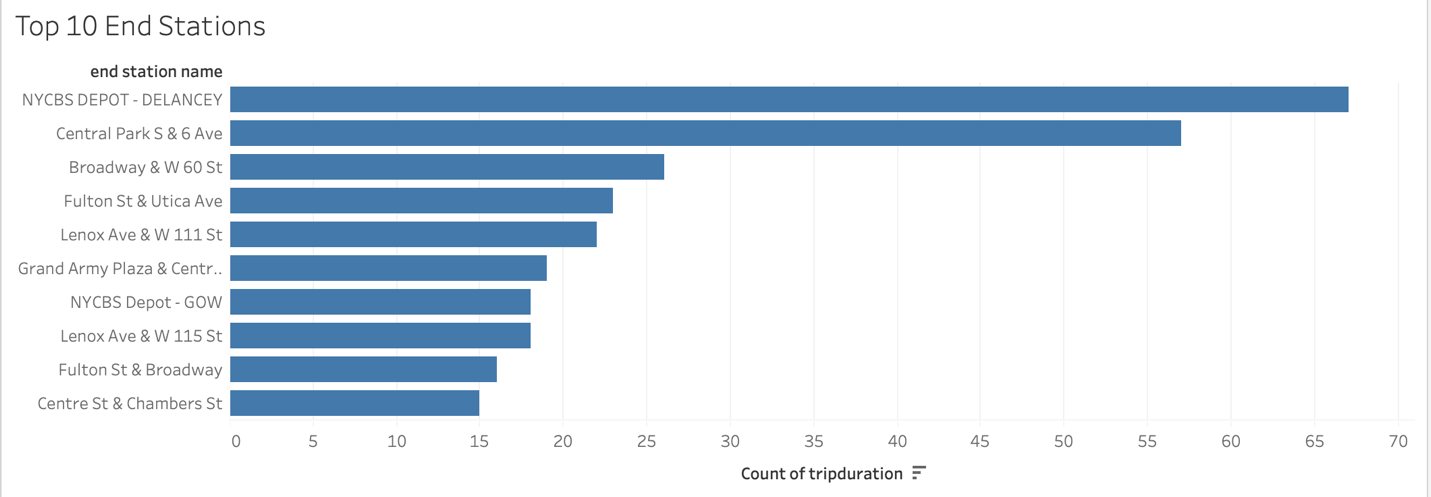 Top 10 End Stations
end station name
NYCBS DEPOT - DELANCEY
Central Park S & 6 Ave
Broadway & W 60 St
Fulton St & Utica Ave
Lenox Ave & W 111 St
Grand Army Plaza & Centr..
NYCBS Depot - GOW
Lenox Ave & W 115 St
Fulton St & Broadway
Centre St & Chambers St
0 5 10 15 20 25 30 35 40 45 50 55 60 65 70
Count of tripduration